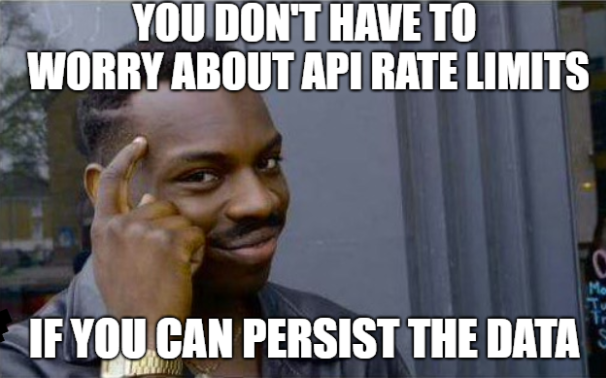 YOU DON'T HAVE TO
WORRY ABOUT API RATE LIMITS
IF YOU CAN PERSIST THE DATA